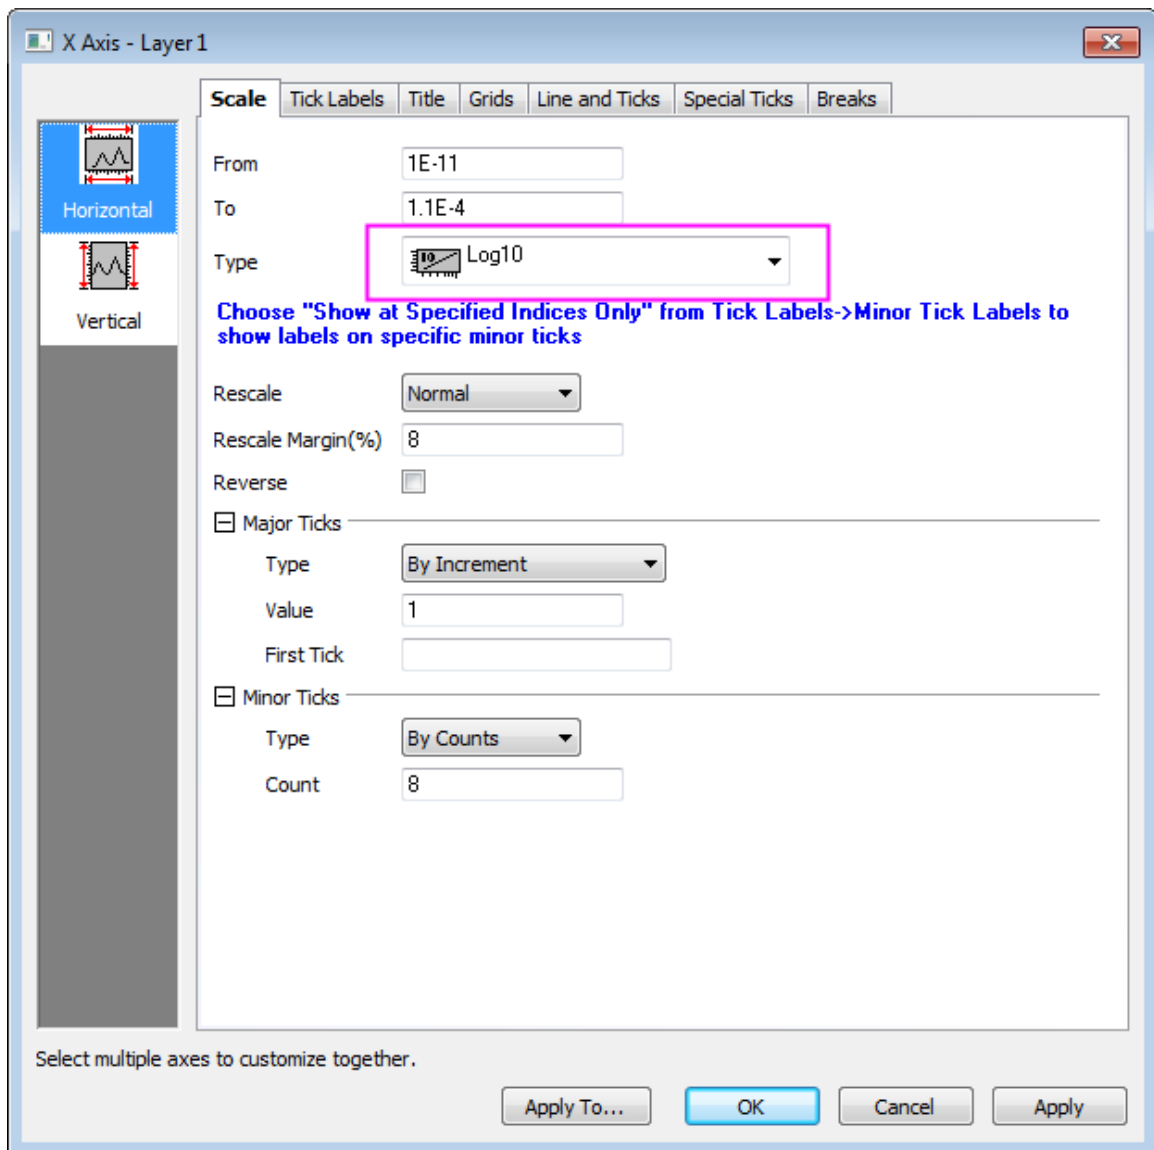 X Axis - Layer 1
Scale Tick Labels Title Grids Line and Ticks Special Ticks Breaks
Horizontal
Vertical
From 1E-11
To 1.1E-4
Type 10 Log10
Choose "Show at Specified Indices Only" from Tick Labels->Minor Tick Labels to
show labels on specific minor ticks
Rescale Normal
Rescale Margin(%) 8
Reverse
Major Ticks
Type By Increment
Value 1
First Tick
Minor Ticks
Type By Counts
Count 8
Select multiple axes to customize together.
Apply To... OK Cancel Apply